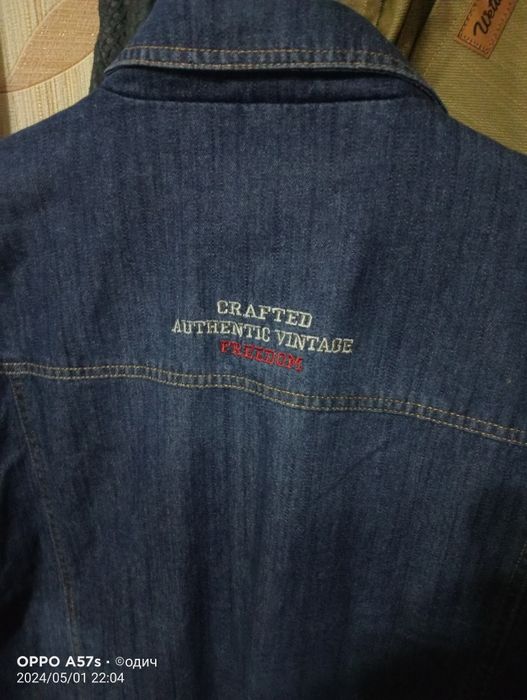 CRAFTED
AUTHENTIC VINTAGE
FREEDOM
OPPO A57s · ©одич
2024/05/01 22:04